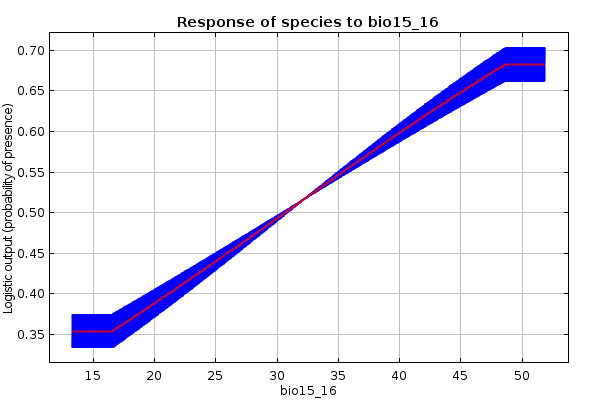 Response of species to bio15_16
Logistic output (probability of presence)
0.70
0.65
0.60
0.55
0.50
0.45
0.40
0.35
15 20 25 30 35 40 45 50
bio15_16